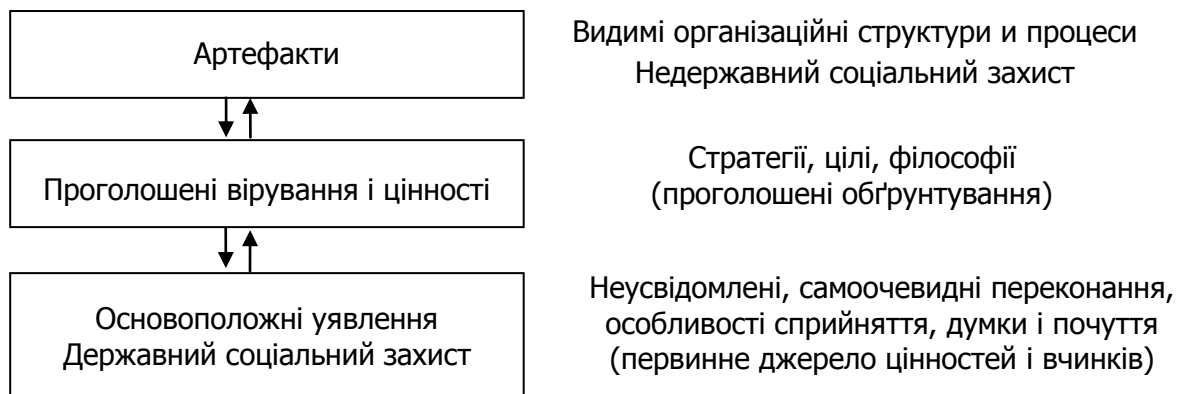 Артефакти
Видимі організаційні структури и процеси
Недержавний соціальний захист
Проголошені вірування і цінності
Стратегії, цілі, філософії
(проголошені обґрунтування)
Основоположні уявлення
Державний соціальний захист
Неусвідомлені, самоочевидні переконання,
особливості сприйняття, думки і почуття
(первинне джерело цінностей і вчинків)